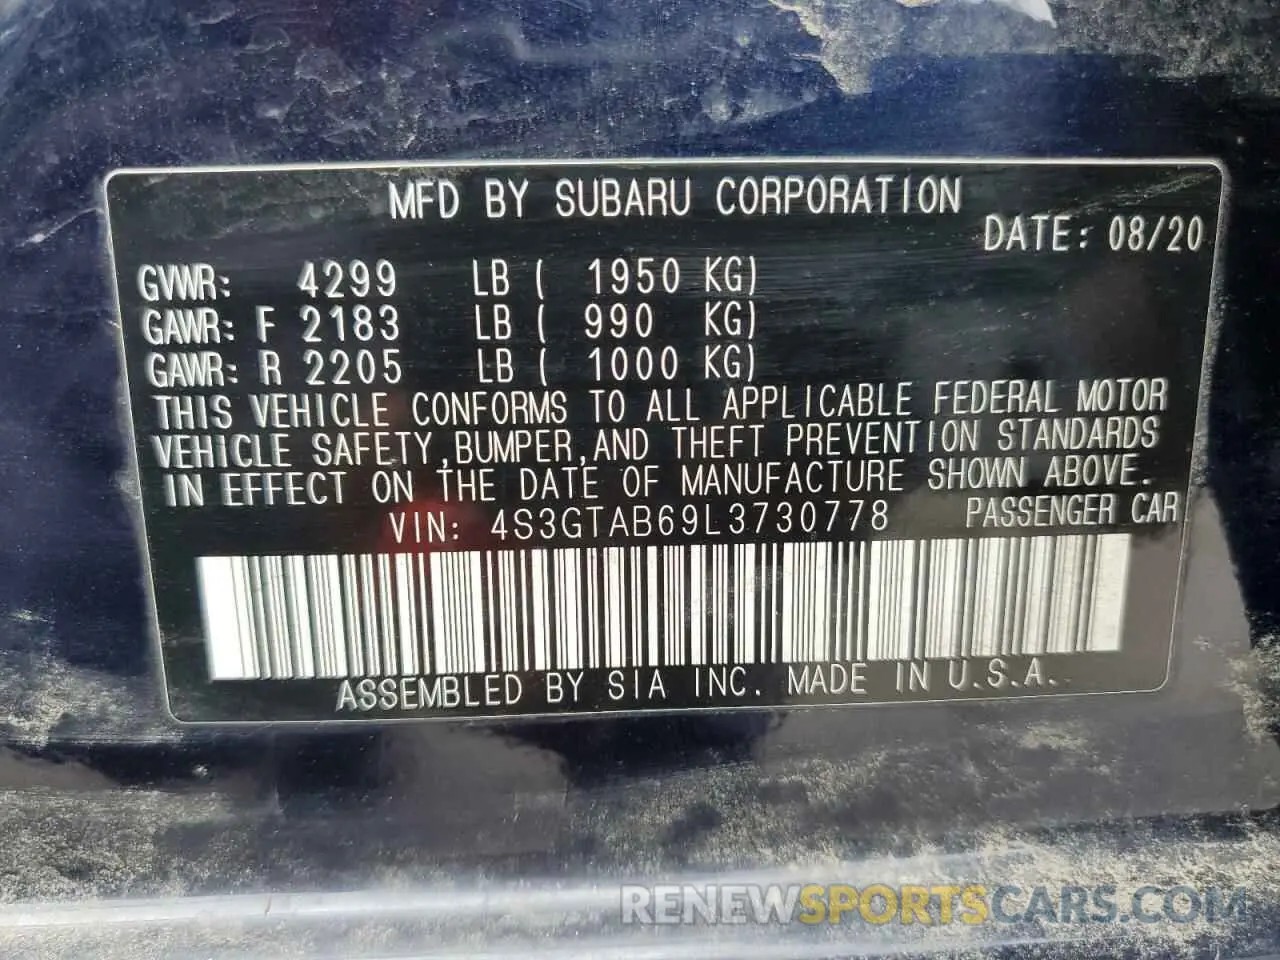 MFD BY SUBARU CORPORATION
DATE: 08/20
GVWR: 4299 LB ( 1950 KG)
GAWR: F 2183 LB ( 990 KG)
GAWR: R 2205 LB ( 1000 KG)
THIS VEHICLE CONFORMS TO ALL APPLICABLE FEDERAL MOTOR
VEHICLE SAFETY,BUMPER,AND THEFT PREVENTION STANDARDS
IN EFFECT ON THE DATE OF MANUFACTURE SHOWN ABOVE.
VIN: 4S3GTAB69L3730778 PASSENGER CAR
ASSEMBLED BY SIA INC. MADE IN U.S.A.
RENEWSPORTSCARS.COM